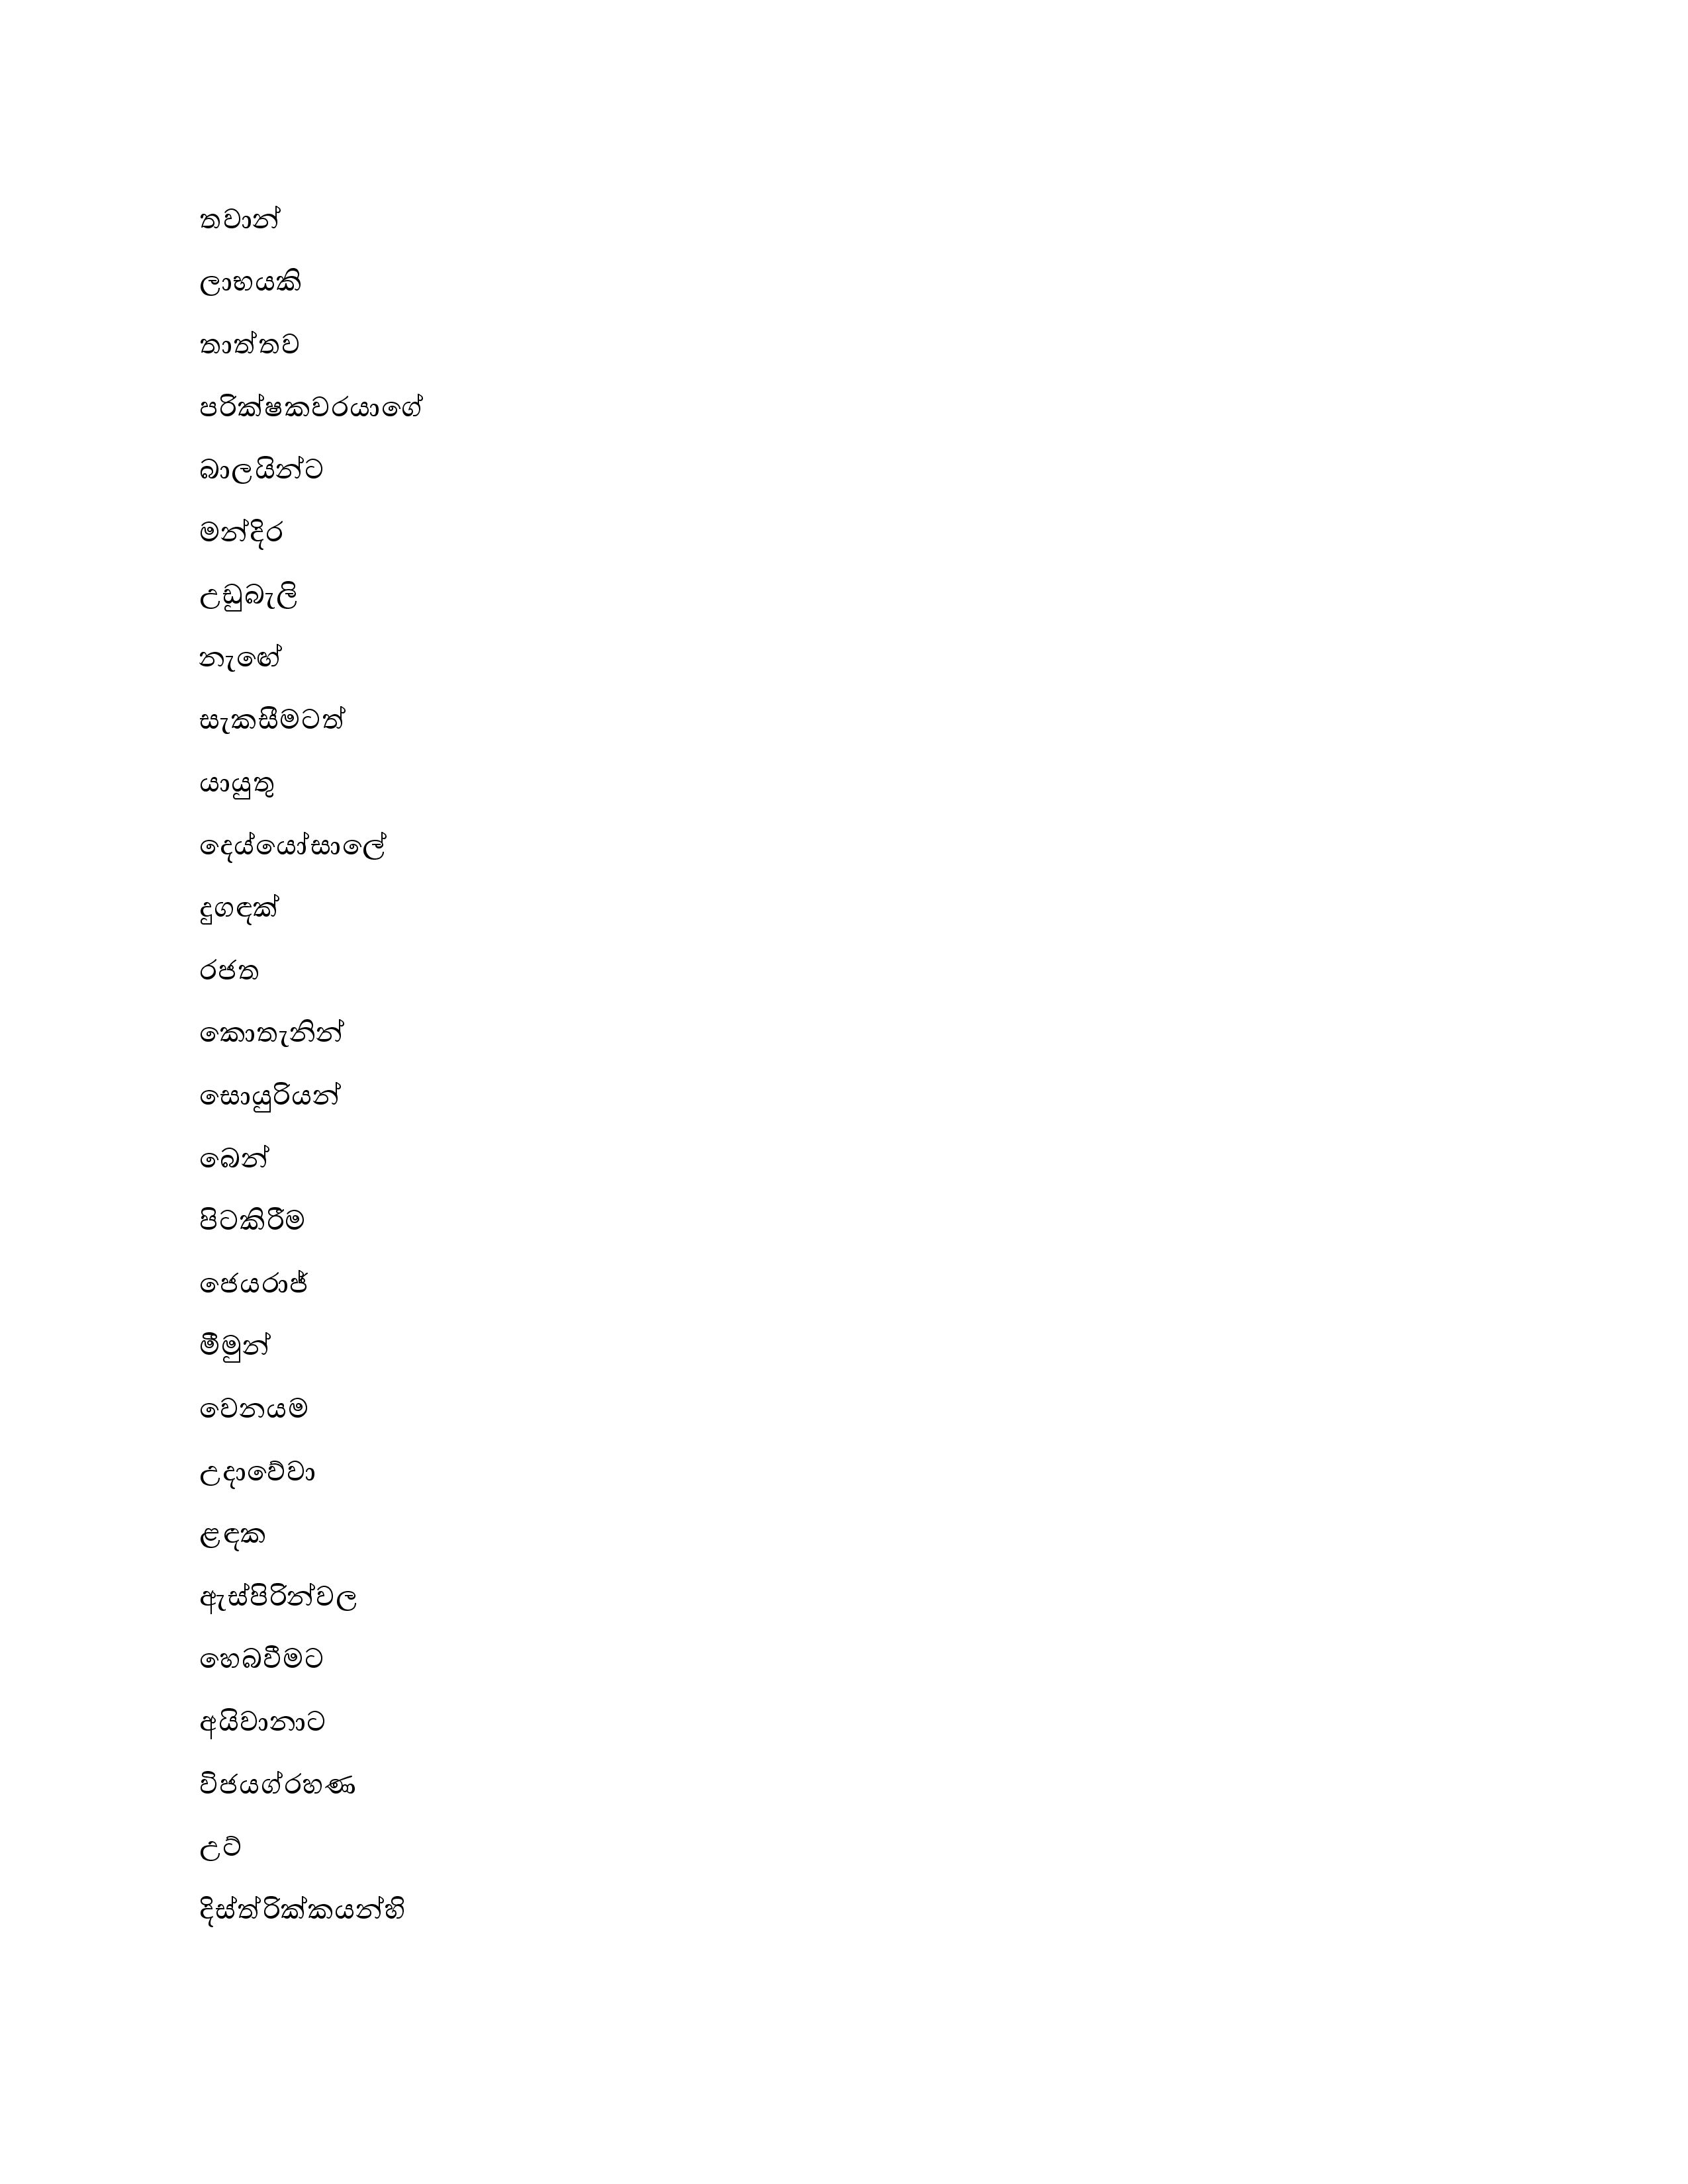 තවාන්
ලාභයකි
තාත්තව
පරික්ෂකවරයාගේ
බාලයින්ට
මන්දිර
උඩුබැලි
නැඟේ
සැකසීමටත්
යායුතු
දෙය්යෝසාලේ
දුගඳක්
රජත
කොතැනින්
සොයුරියන්
බෙන්
පිටකිරීම
ජෙයරාජ්
මීමුන්
වෙනයම
උදාවේවා
ළඳක
ඇස්පිරින්වල
හෙබවීමට
අයිවානාට
විජයග්රහණ
උට්
දිස්ත්රික්කයන්හි